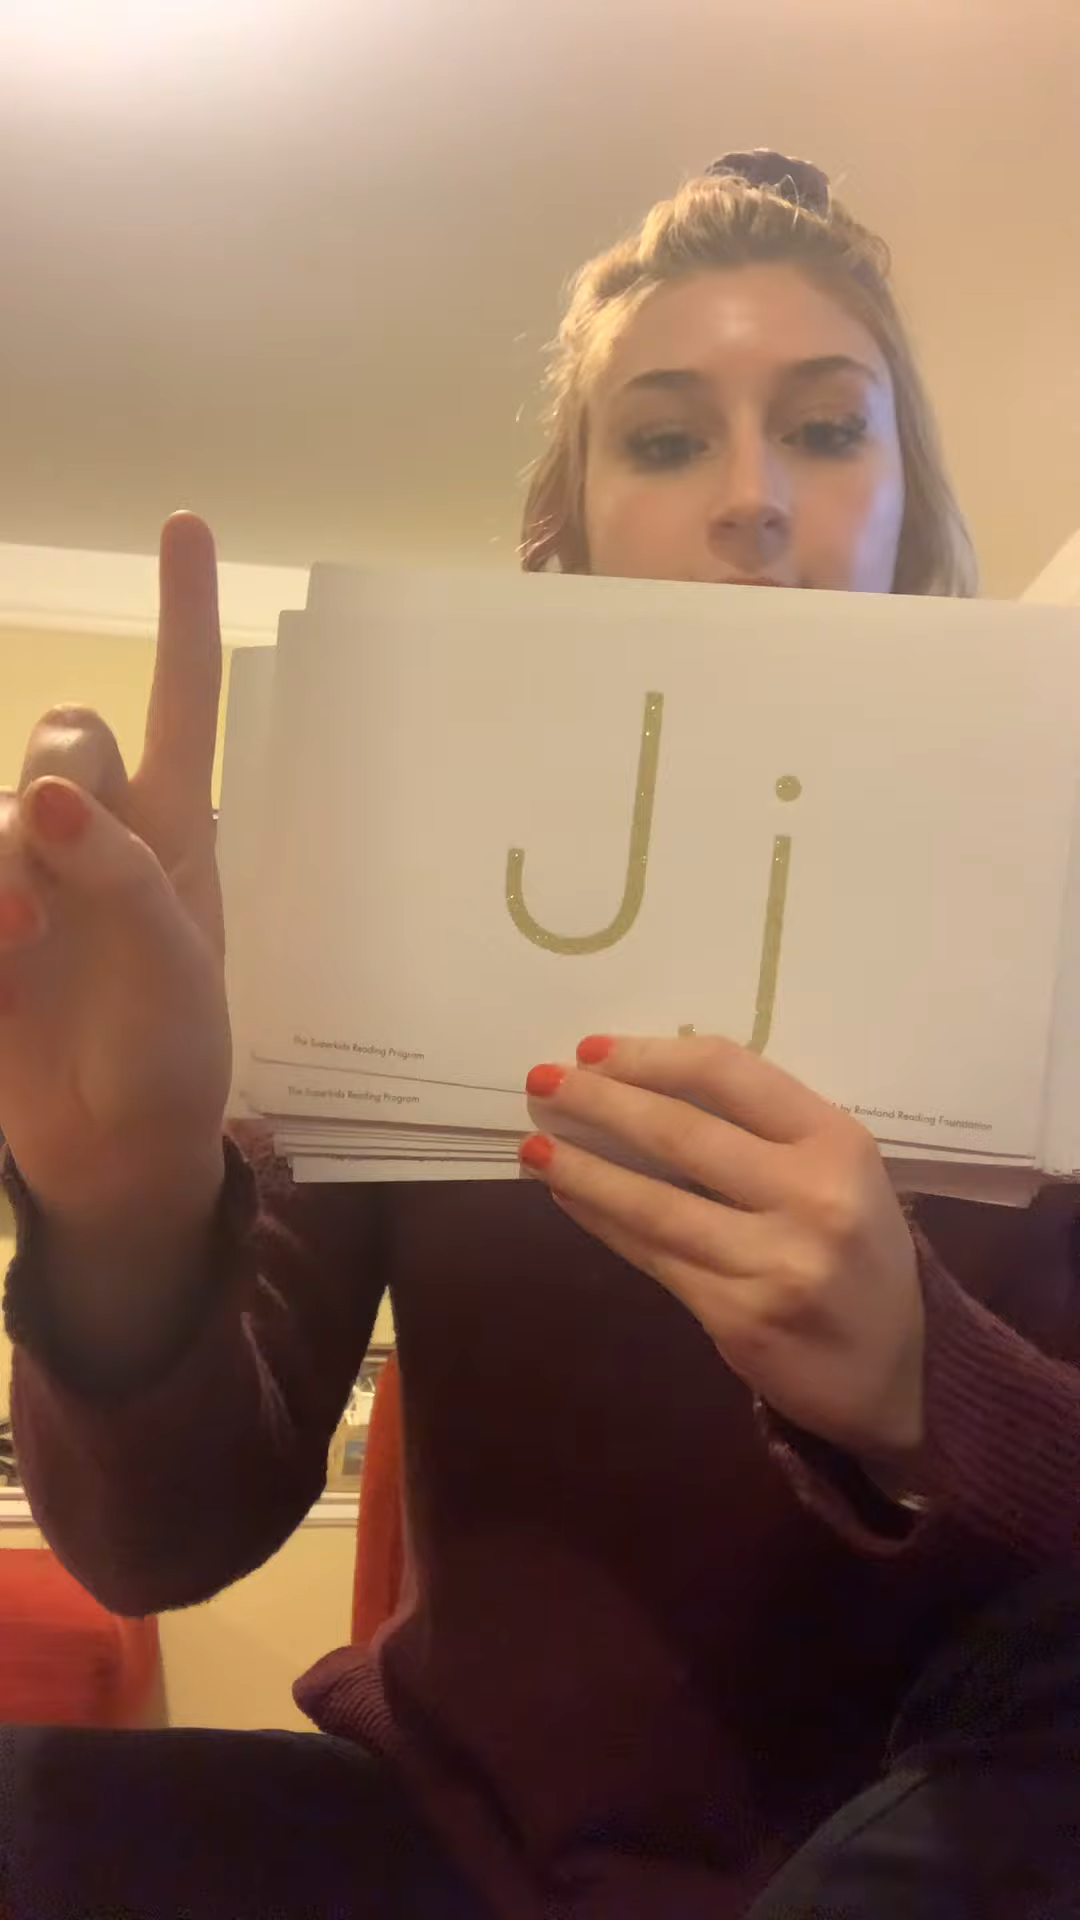 J j
The Superkids Reading Program
The Superkids Reading Program
by Rowland Reading Foundation